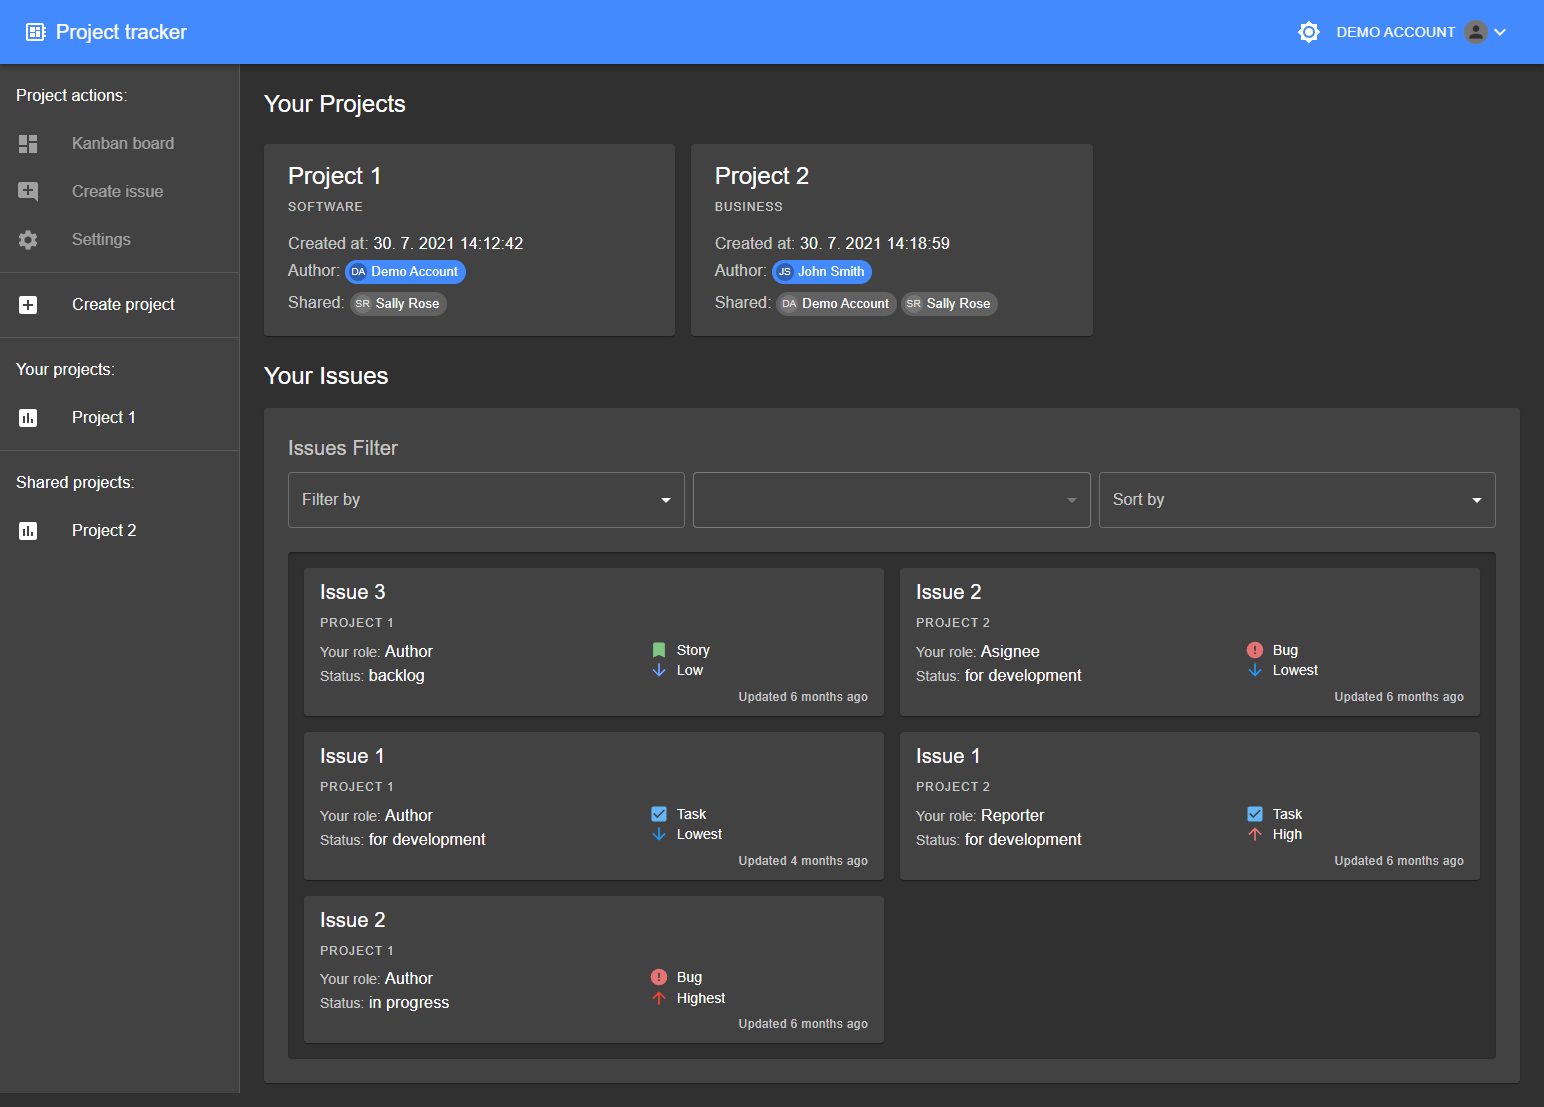 Project tracker
DEMO ACCOUNT
Project actions:
Kanban board
Create issue
Settings
Create project
Your projects:
Project 1
Shared projects:
Project 2
Your Projects
Project 1
SOFTWARE
Created at: 30. 7. 2021 14:12:42
Author: DA Demo Account
Shared: SR Sally Rose
Project 2
BUSINESS
Created at: 30. 7. 2021 14:18:59
Author: JS John Smith
Shared: DA Demo Account SR Sally Rose
Your Issues
Issues Filter
Filter by
Sort by
Issue 3
PROJECT 1
Your role: Author
Status: backlog
Story
Low
Updated 6 months ago
Issue 2
PROJECT 2
Your role: Asignee
Status: for development
Bug
Lowest
Updated 6 months ago
Issue 1
PROJECT 1
Your role: Author
Status: for development
Task
Lowest
Updated 4 months ago
Issue 1
PROJECT 2
Your role: Reporter
Status: for development
Task
High
Updated 6 months ago
Issue 2
PROJECT 1
Your role: Author
Status: in progress
Bug
Highest
Updated 6 months ago